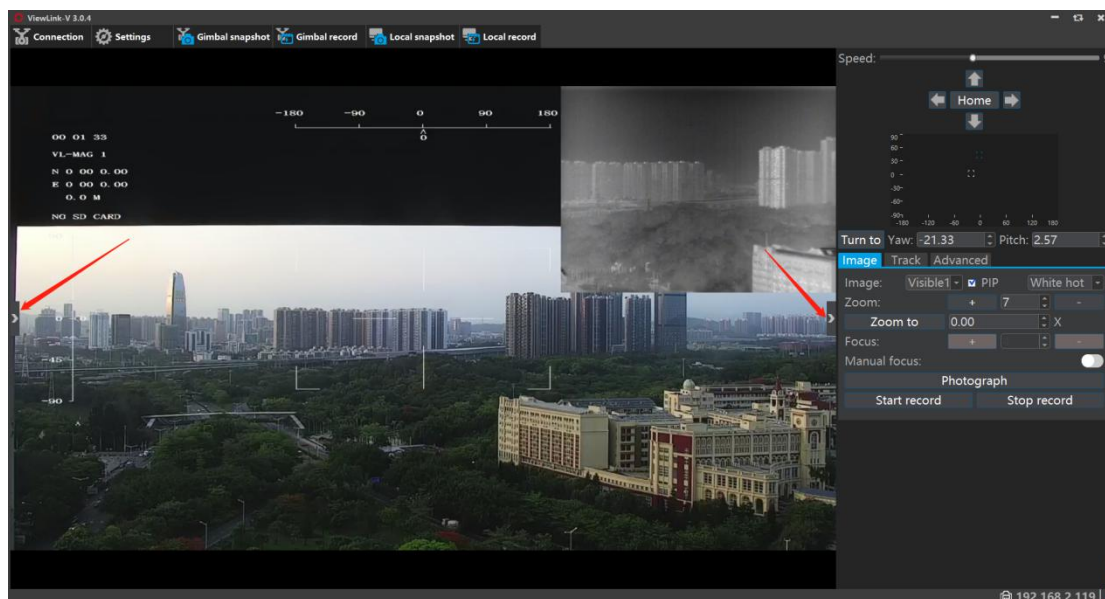 ViewLink-V 3.0.4
Connection Settings Gimbal snapshot Gimbal record Local snapshot Local record
-180 -90 0 90 180
0
00 01 33
VL-MAG 1
N 0 00 0.00
E 0 00 0.00
0.0 M
NO SD CARD
-45
-90
Speed:
Home
90
60
30
0
-30
-60
-90
-180 -120 -60 0 60 120 180
Turn to Yaw: -21.33 Pitch: 2.57
Image Track Advanced
Image: Visible1 PIP White hot
Zoom: + 7 -
Zoom to 0.00 X
Focus: + -
Manual focus:
Photograph
Start record Stop record
192.168.2.119